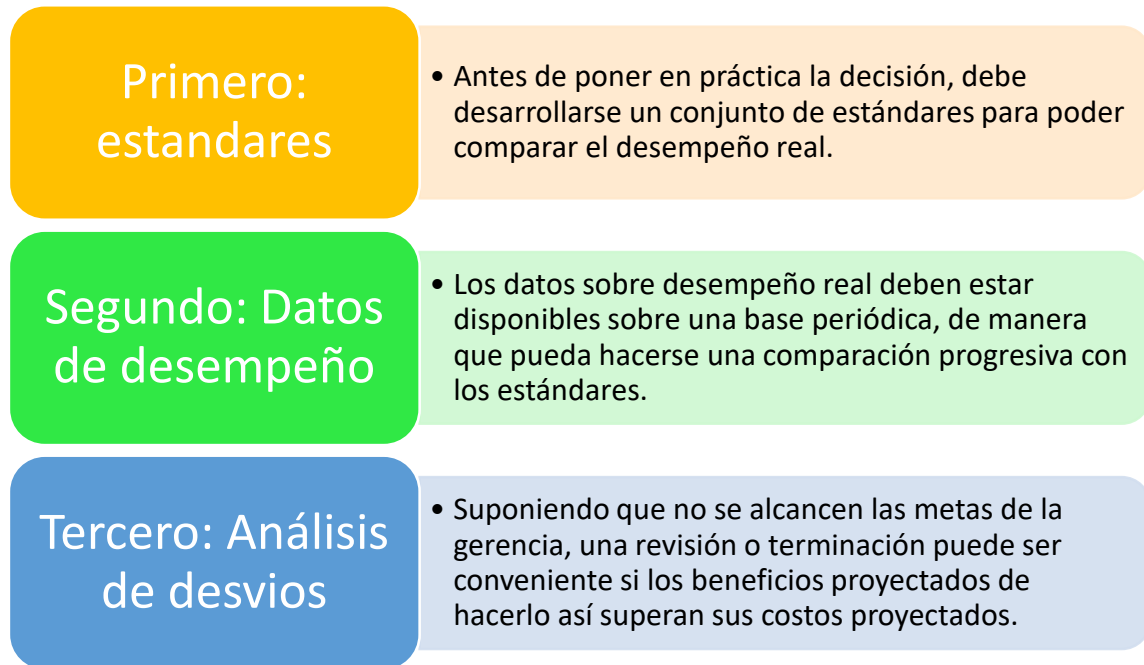 Primero:
estandares
• Antes de poner en práctica la decisión, debe
desarrollarse un conjunto de estándares para poder
comparar el desempeño real.
Segundo: Datos
de desempeño
• Los datos sobre desempeño real deben estar
disponibles sobre una base periódica, de manera
que pueda hacerse una comparación progresiva con
los estándares.
Tercero: Análisis
de desvios
• Suponiendo que no se alcancen las metas de la
gerencia, una revisión o terminación puede ser
conveniente si los beneficios proyectados de
hacerlo así superan sus costos proyectados.